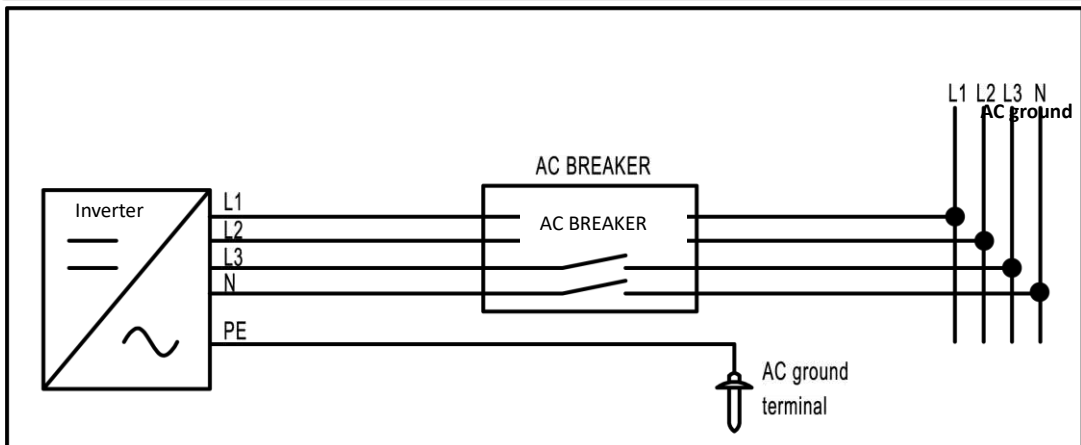 L1 L2 L3 N
AC ground
AC BREAKER
Inverter
AC BREAKER
L1
L2
L3
N
PE
AC ground
terminal